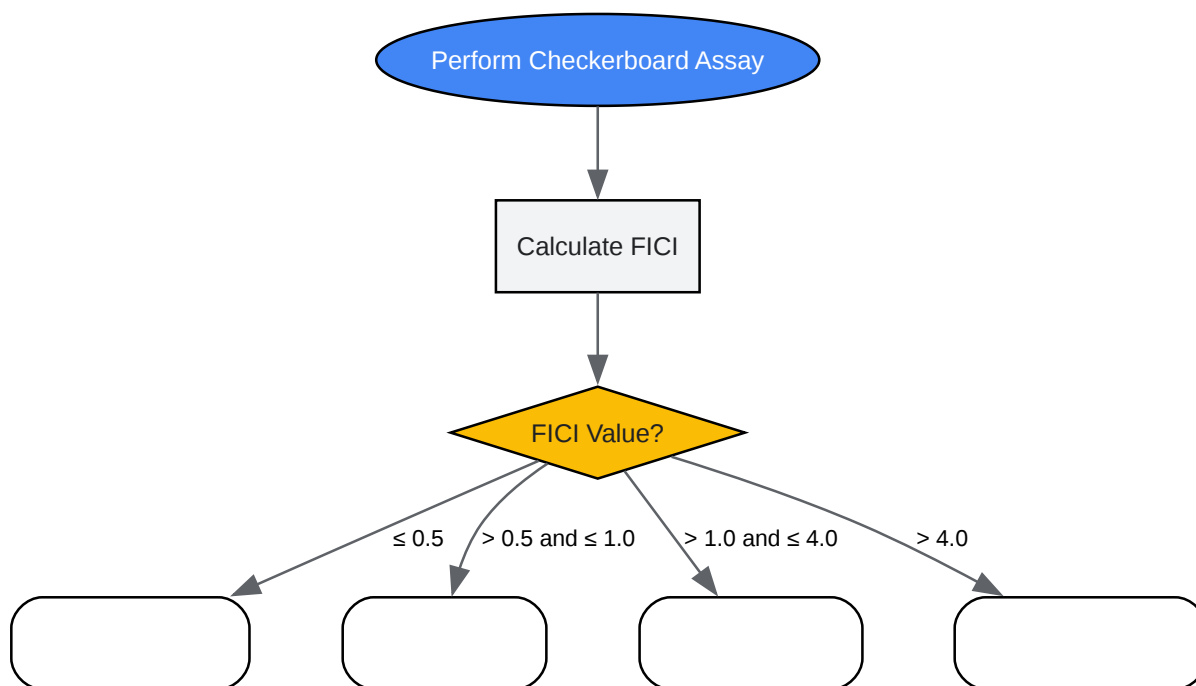 Perform Checkerboard Assay
Calculate FICI
FICI Value?
≤ 0.5
> 0.5 and ≤ 1.0
> 1.0 and ≤ 4.0
> 4.0